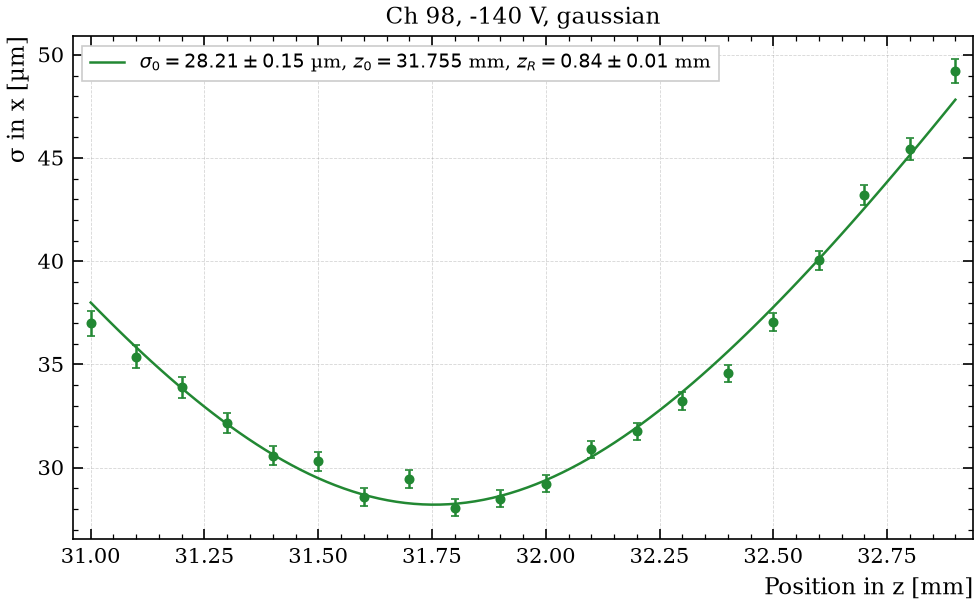 Ch 98, -140 V, gaussian
σ₀ = 28.21 ± 0.15 µm, z₀ = 31.755 mm, z_R = 0.84 ± 0.01 mm
σ in x [µm]
50
45
40
35
30
31.00 31.25 31.50 31.75 32.00 32.25 32.50 32.75
Position in z [mm]